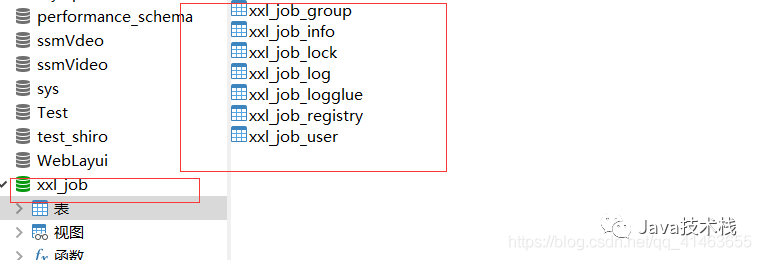 performance_schema
ssmVdeo
ssmVideo
sys
Test
test_shiro
WebLayui
xxl_job
表
视图
函数
xxl_job_group
xxl_job_info
xxl_job_lock
xxl_job_log
xxl_job_logglue
xxl_job_registry
xxl_job_user
Java技术栈
https://blog.csdn.net/qq_41463655